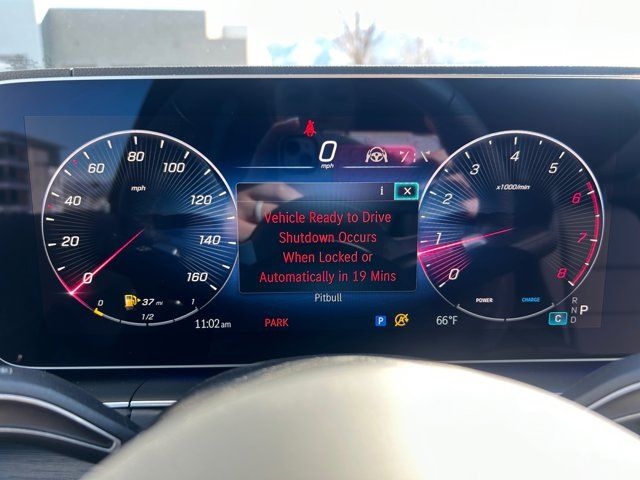 0
mph
i X
60 80 100
mph
40 120
20 140
0 160
3 4 5
x1000/min
2 6
1 7
0 8
Vehicle Ready to Drive
Shutdown Occurs
When Locked or
Automatically in 19 Mins
Pitbull
0 37 mi 1
1/2
POWER CHARGE
11:02 am PARK P A 66°F C
R
N P
D